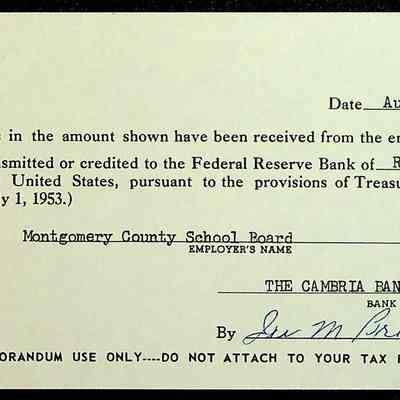 Date Au
s in the amount shown have been received from the e
nsmitted or credited to the Federal Reserve Bank of R
United States, pursuant to the provisions of Treasu
y 1, 1953.)
Montgomery County School Board
EMPLOYER'S NAME
THE CAMBRIA BAN
BANK
By M
ORANDUM USE ONLY----DO NOT ATTACH TO YOUR TAX